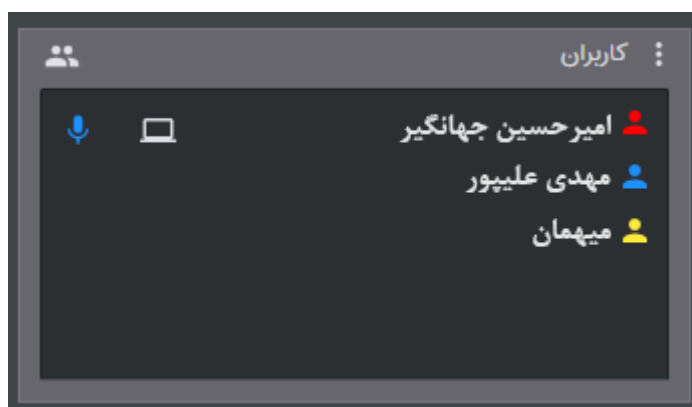 کاربران
امیرحسین جهانگیر
مهدی علیپور
میهمان